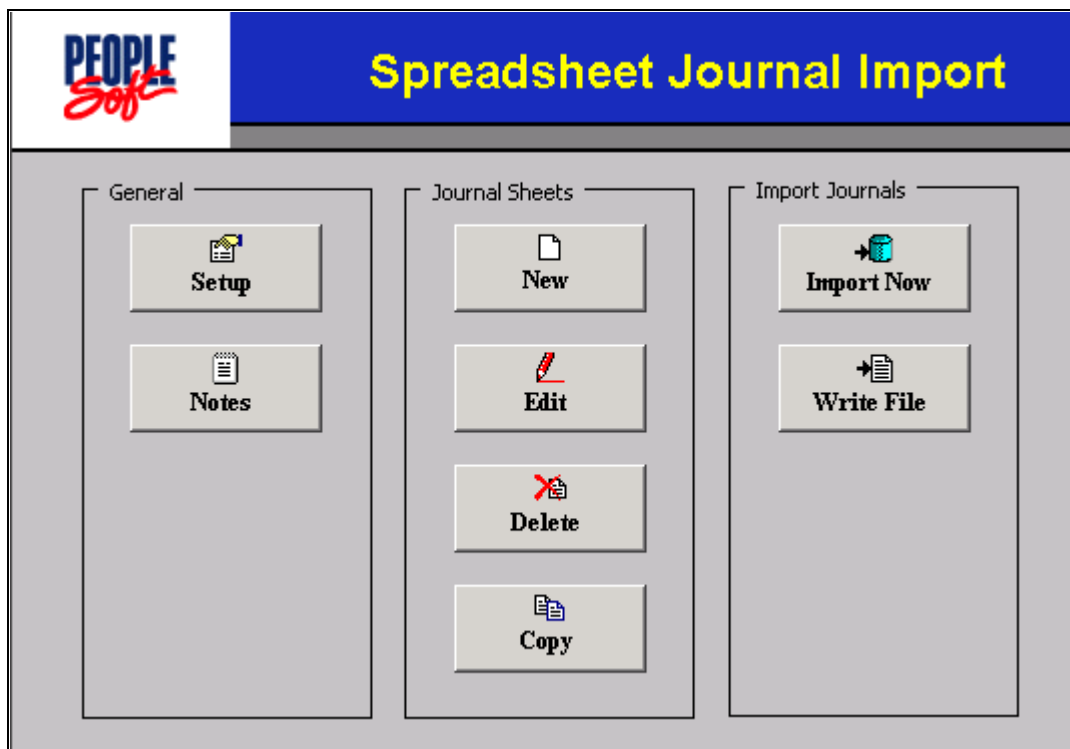 PEOPLE
Soft
Spreadsheet Journal Import
General
Setup
Notes
Journal Sheets
New
Edit
Delete
Copy
Import Journals
Import Now
Write File